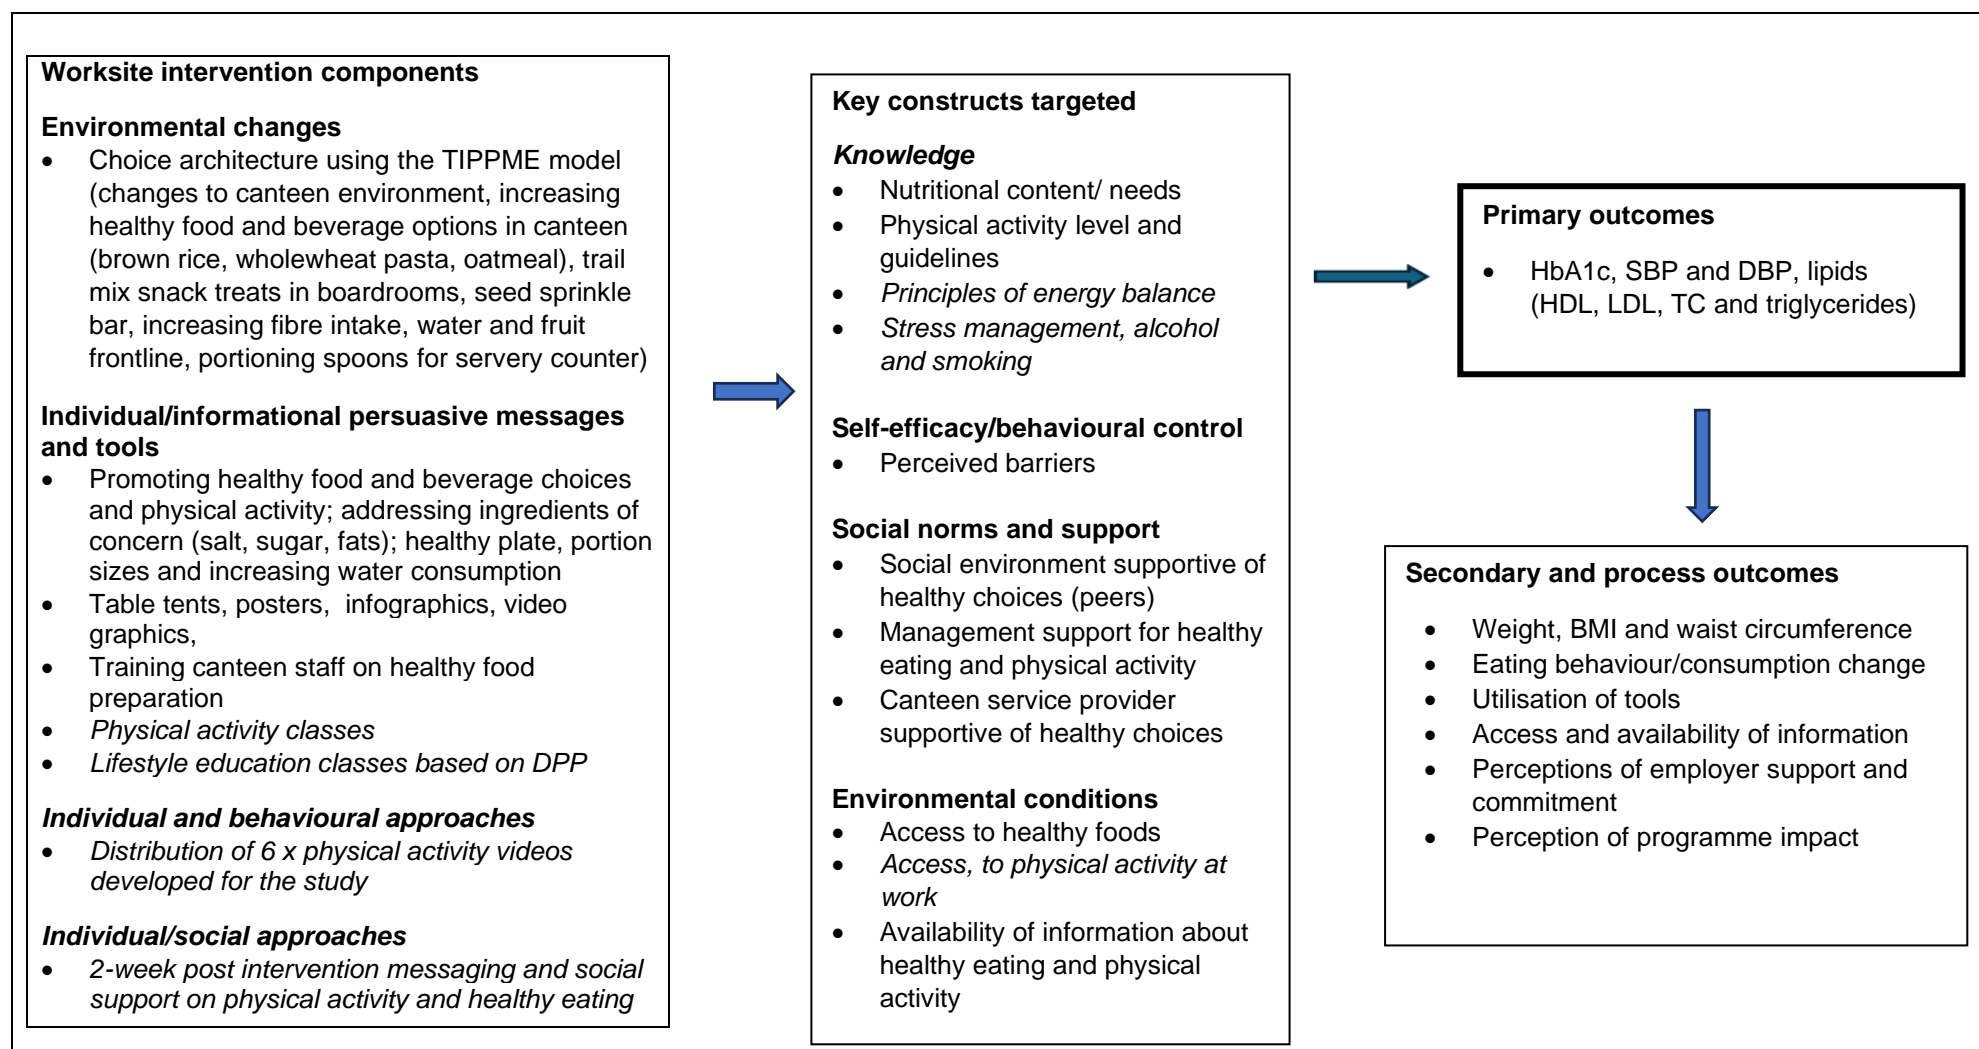 Worksite intervention components
Environmental changes
• Choice architecture using the TIPPME model
(changes to canteen environment, increasing
healthy food and beverage options in canteen
(brown rice, wholewheat pasta, oatmeal), trail
mix snack treats in boardrooms, seed sprinkle
bar, increasing fibre intake, water and fruit
frontline, portioning spoons for servery counter)
Individual/informational persuasive messages
and tools
• Promoting healthy food and beverage choices
and physical activity; addressing ingredients of
concern (salt, sugar, fats); healthy plate, portion
sizes and increasing water consumption
• Table tents, posters, infographics, video
graphics,
• Training canteen staff on healthy food
preparation
• Physical activity classes
• Lifestyle education classes based on DPP
Individual and behavioural approaches
• Distribution of 6 x physical activity videos
developed for the study
Individual/social approaches
• 2-week post intervention messaging and social
support on physical activity and healthy eating
Key constructs targeted
Knowledge
• Nutritional content/ needs
• Physical activity level and
guidelines
• Principles of energy balance
• Stress management, alcohol
and smoking
Self-efficacy/behavioural control
• Perceived barriers
Social norms and support
• Social environment supportive of
healthy choices (peers)
• Management support for healthy
eating and physical activity
• Canteen service provider
supportive of healthy choices
Environmental conditions
• Access to healthy foods
• Access, to physical activity at
work
• Availability of information about
healthy eating and physical
activity
Primary outcomes
• HbA1c, SBP and DBP, lipids
(HDL, LDL, TC and triglycerides)
Secondary and process outcomes
• Weight, BMI and waist circumference
• Eating behaviour/consumption change
• Utilisation of tools
• Access and availability of information
• Perceptions of employer support and
commitment
• Perception of programme impact